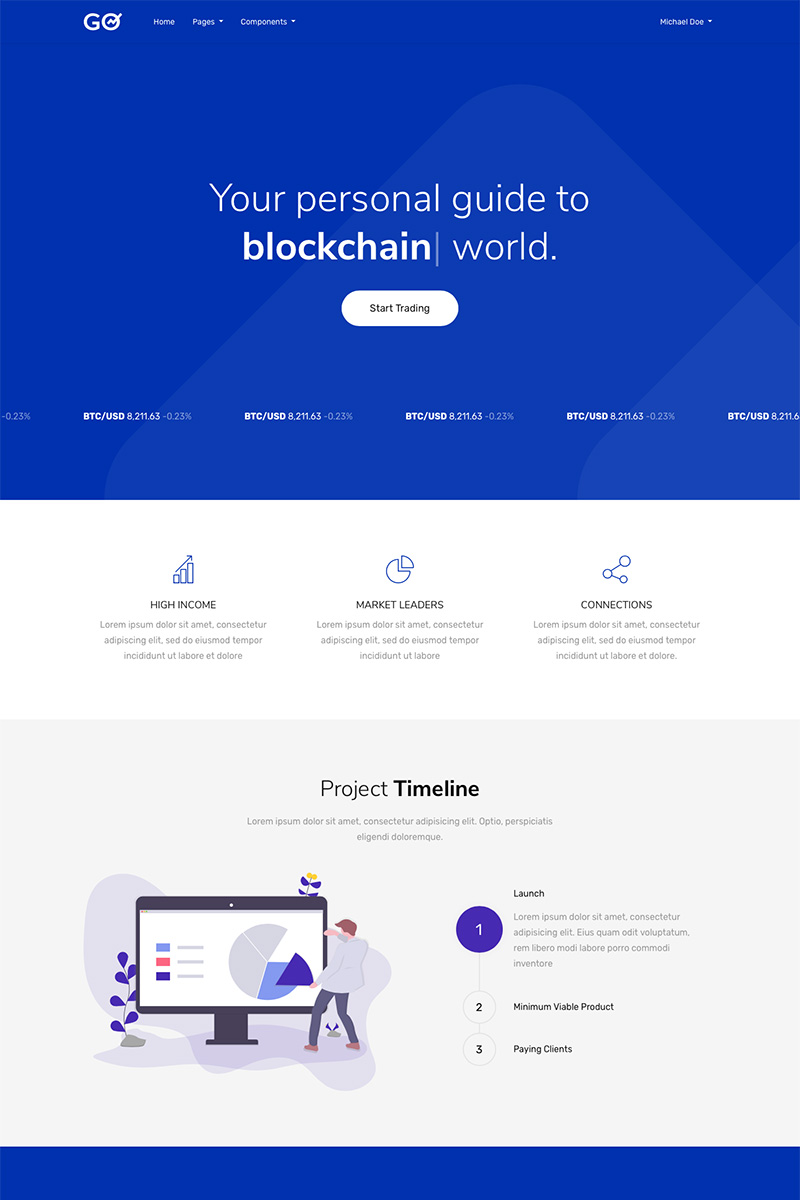 GO Home Pages Components Michael Doe
Your personal guide to
blockchain| world.
Start Trading
-0.23% BTC/USD 8,211.63 -0.23% BTC/USD 8,211.63 -0.23% BTC/USD 8,211.63 -0.23% BTC/USD 8,211.63 -0.23% BTC/USD 8,211.6
HIGH INCOME
Lorem ipsum dolor sit amet, consectetur
adipiscing elit, sed do eiusmod tempor
incididunt ut labore et dolore
MARKET LEADERS
Lorem ipsum dolor sit amet, consectetur
adipiscing elit, sed do eiusmod tempor
incididunt ut labore
CONNECTIONS
Lorem ipsum dolor sit amet, consectetur
adipiscing elit, sed do eiusmod tempor
incididunt ut labore et dolore.
Project Timeline
Lorem ipsum dolor sit amet, consectetur adipisicing elit. Optio, perspiciatis
eligendi doloremque.
Launch
1
Lorem ipsum dolor sit amet, consectetur
adipisicing elit. Eius quam odit voluptatum,
rem libero modi labore porro commodi
inventore
2 Minimum Viable Product
3 Paying Clients